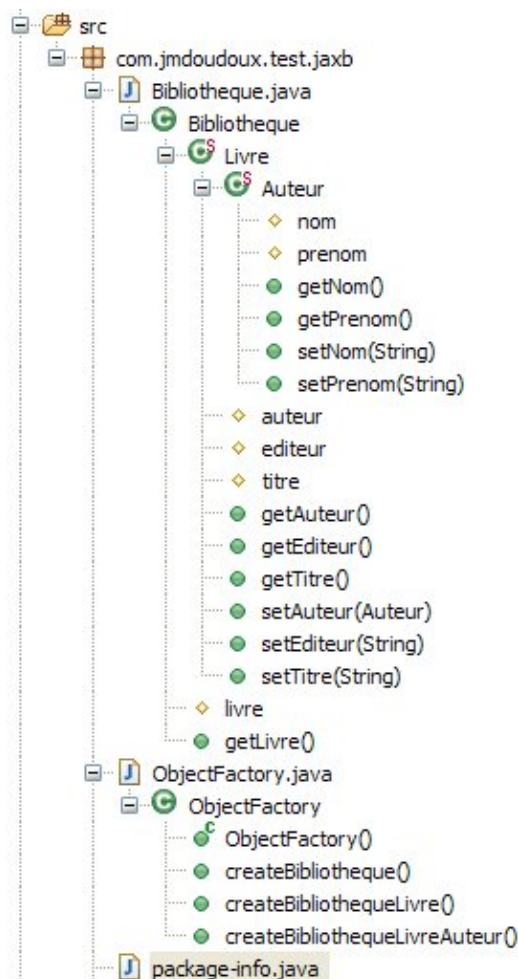 src
com.jmdoudoux.test.jaxb
Bibliotheque.java
Bibliotheque
Livre
Auteur
nom
prenom
getNom()
getPrenom()
setNom(String)
setPrenom(String)
auteur
editeur
titre
getAuteur()
getEditeur()
getTitre()
setAuteur(Auteur)
setEditeur(String)
setTitre(String)
livre
getLivre()
ObjectFactory.java
ObjectFactory
ObjectFactory()
createBibliotheque()
createBibliothequeLivre()
createBibliothequeLivreAuteur()
package-info.java